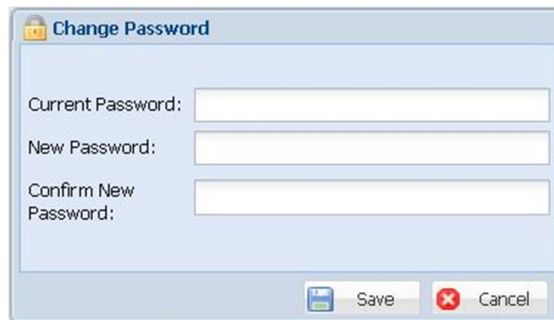 Change Password
Current Password:
New Password:
Confirm New
Password:
Save
Cancel